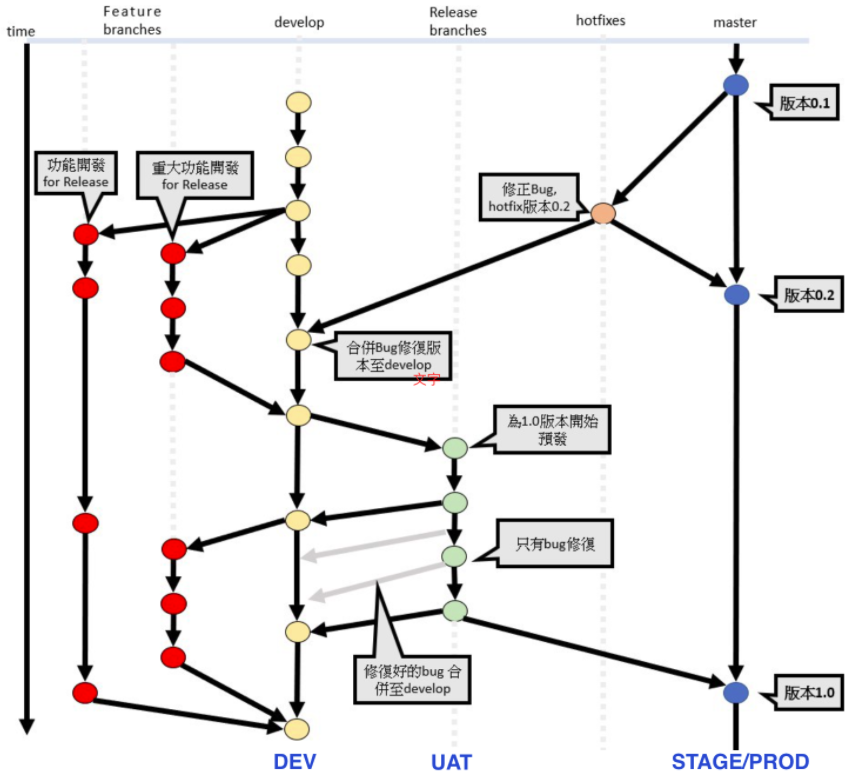 time
Feature
branches
develop
Release
branches
hotfixes
master
版本0.1
功能開發
for Release
重大功能開發
for Release
修正Bug,
hotfix版本0.2
版本0.2
合併Bug修復版
本至develop
文字
為1.0版本開始
預發
只有bug修復
修復好的bug 合
併至develop
版本1.0
DEV
UAT
STAGE/PROD